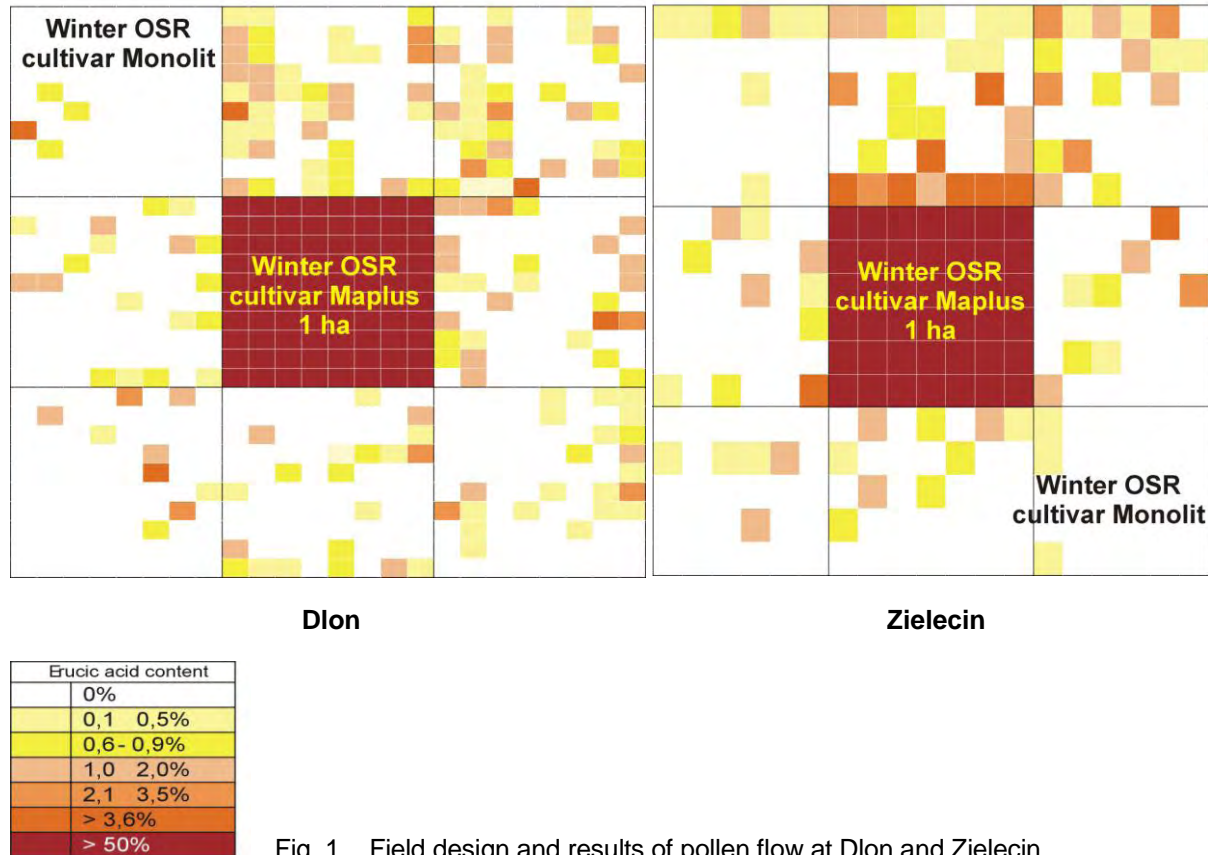 Winter OSR
cultivar Monolit
Winter OSR
cultivar Maplus
1 ha
Winter OSR
cultivar Maplus
1 ha
Winter OSR
cultivar Monolit
Dlon
Zielecin
Erucic acid content
0%
0,1 0,5%
0,6- 0,9%
1,0 2,0%
2,1 3,5%
> 3,6%
> 50%
Fig. 1 Field design and results of pollen flow at Dlon and Zielecin